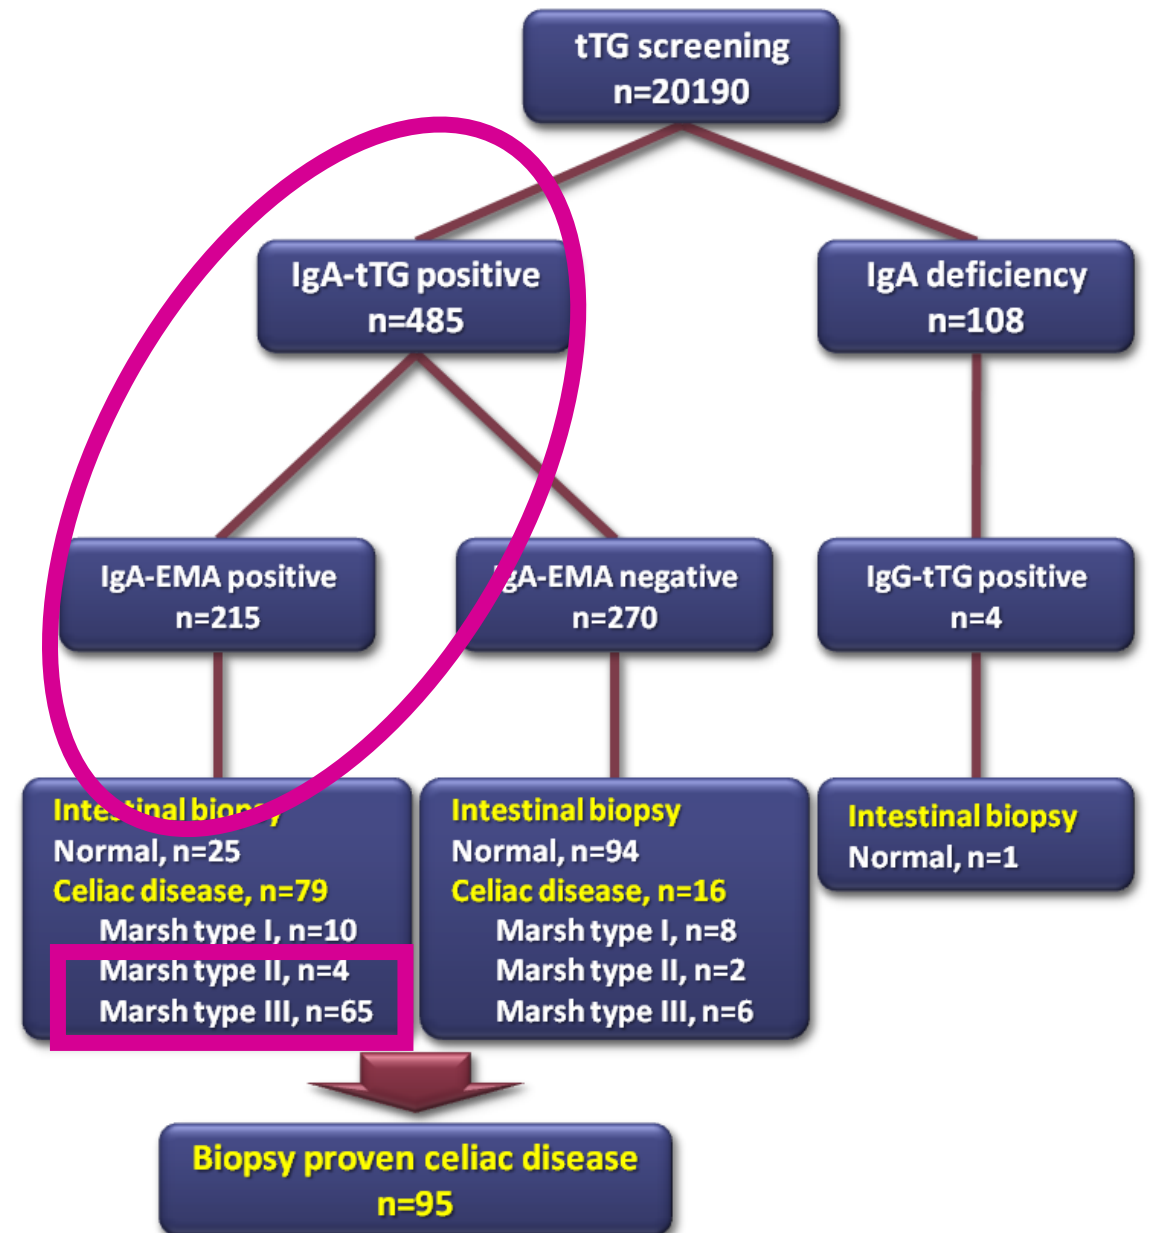 tTG screening
n=20190
IgA-tTG positive
n=485
IgA deficiency
n=108
IgA-EMA positive
n=215
IgA-EMA negative
n=270
IgG-tTG positive
n=4
Intestinal biopsy
Normal, n=25
Celiac disease, n=79
Marsh type I, n=10
Marsh type II, n=4
Marsh type III, n=65
Intestinal biopsy
Normal, n=94
Celiac disease, n=16
Marsh type I, n=8
Marsh type II, n=2
Marsh type III, n=6
Intestinal biopsy
Normal, n=1
Biopsy proven celiac disease
n=95